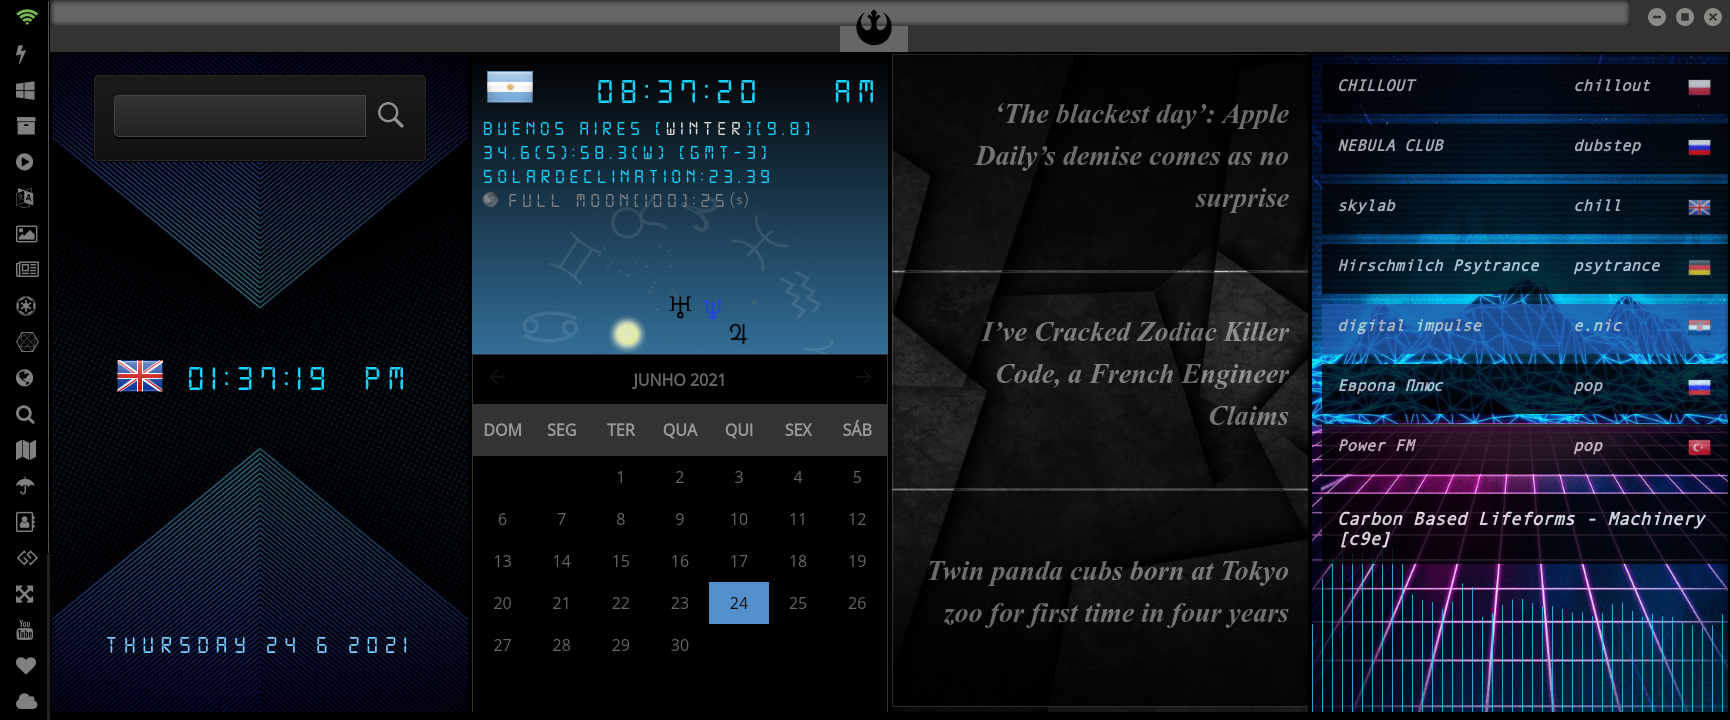 01:37:19 PM
THURSDAY 24 6 2021
08:37:20 AM
BUENOS AIRES (WINTER)(9.8)
34.6(S):58.3(W) (GMT-3)
SOLARDECLINATION:23.39
FULL MOON(100):25(s)
JUNHO 2021
DOM SEG TER QUA QUI SEX SÁB
1 2 3 4 5
6 7 8 9 10 11 12
13 14 15 16 17 18 19
20 21 22 23 24 25 26
27 28 29 30
‘The blackest day’: Apple
Daily’s demise comes as no
surprise
I’ve Cracked Zodiac Killer
Code, a French Engineer
Claims
Twin panda cubs born at Tokyo
zoo for first time in four years
CHILLOUT chillout
NEBULA CLUB dubstep
skylab chill
Hirschmilch Psytrance psytrance
digital impulse e.nic
Европа Плюс pop
Power FM pop
Carbon Based Lifeforms - Machinery
[c9e]
You
Tube